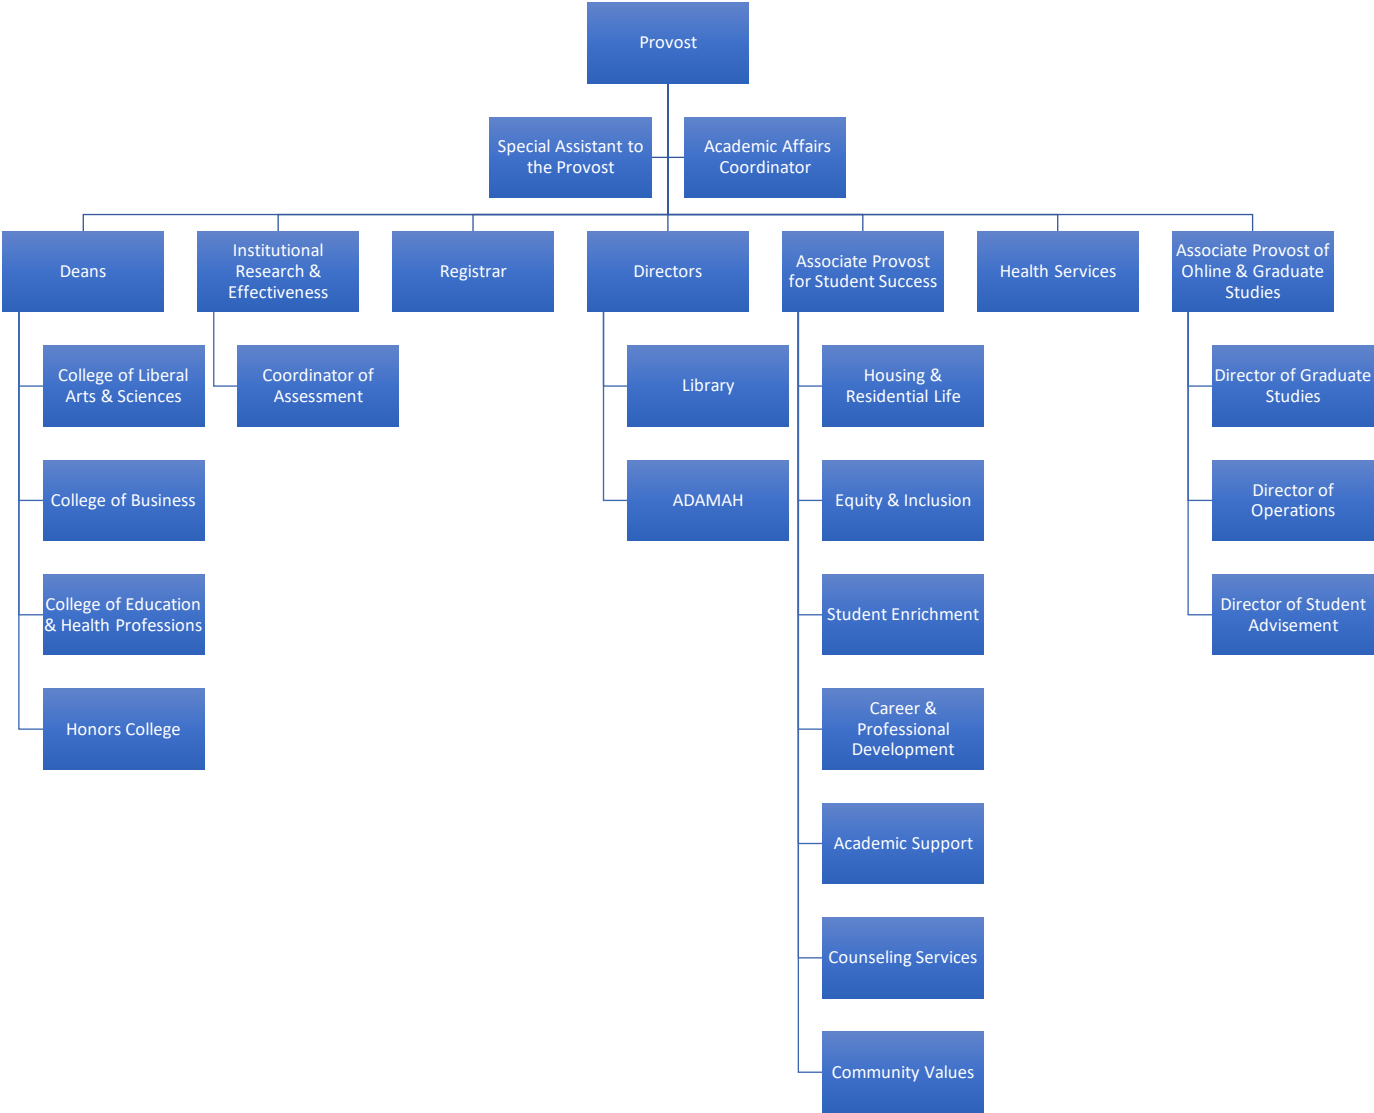 Provost
Special Assistant to
the Provost
Academic Affairs
Coordinator
Deans
Institutional
Research &
Effectiveness
Registrar
Directors
Associate Provost
for Student Success
Health Services
Associate Provost of
Ohline & Graduate
Studies
College of Liberal
Arts & Sciences
Coordinator of
Assessment
Library
Housing &
Residential Life
Director of Graduate
Studies
College of Business
ADAMAH
Equity & Inclusion
Director of
Operations
College of Education
& Health Professions
Student Enrichment
Director of Student
Advisement
Honors College
Career &
Professional
Development
Academic Support
Counseling Services
Community Values